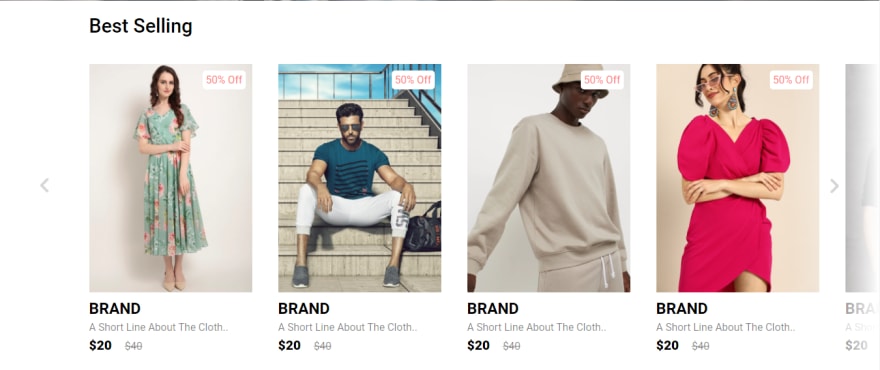 Best Selling
50% Off
50% Off
50% Off
50% Off
BRAND
A Short Line About The Cloth..
$20 $40
BRAND
A Short Line About The Cloth..
$20 $40
BRAND
A Short Line About The Cloth..
$20 $40
BRAND
A Short Line About The Cloth..
$20 $40
BRA
A Sho
$20